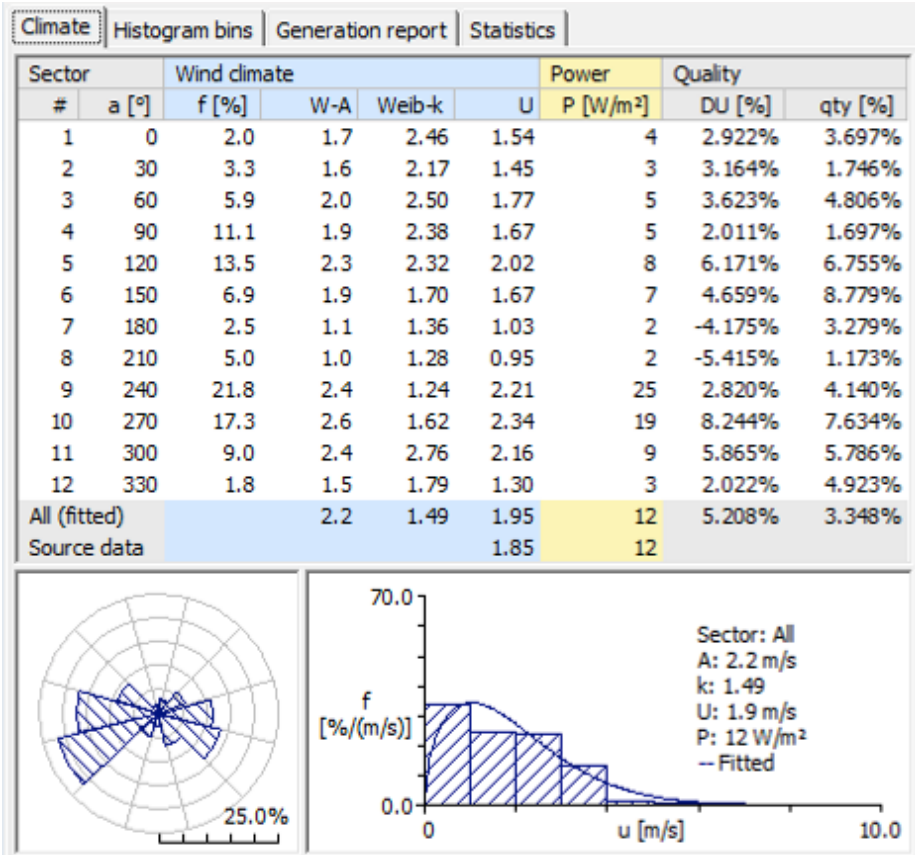 Climate Histogram bins Generation report Statistics
Sector Wind climate Power Quality
# a [°] f [%] W-A Weib-k U P [W/m²] DU [%] qty [%]
1 0 2.0 1.7 2.46 1.54 4 2.922% 3.697%
2 30 3.3 1.6 2.17 1.45 3 3.164% 1.746%
3 60 5.9 2.0 2.50 1.77 5 3.623% 4.806%
4 90 11.1 1.9 2.38 1.67 5 2.011% 1.697%
5 120 13.5 2.3 2.32 2.02 8 6.171% 6.755%
6 150 6.9 1.9 1.70 1.67 7 4.659% 8.779%
7 180 2.5 1.1 1.36 1.03 2 -4.175% 3.279%
8 210 5.0 1.0 1.28 0.95 2 -5.415% 1.173%
9 240 21.8 2.4 1.24 2.21 25 2.820% 4.140%
10 270 17.3 2.6 1.62 2.34 19 8.244% 7.634%
11 300 9.0 2.4 2.76 2.16 9 5.865% 5.786%
12 330 1.8 1.5 1.79 1.30 3 2.022% 4.923%
All (fitted) 2.2 1.49 1.95 12 5.208% 3.348%
Source data 1.85 12
25.0%
70.0
f
[%/(m/s)]
0.0
0 u [m/s] 10.0
Sector: All
A: 2.2 m/s
k: 1.49
U: 1.9 m/s
P: 12 W/m²
-- Fitted